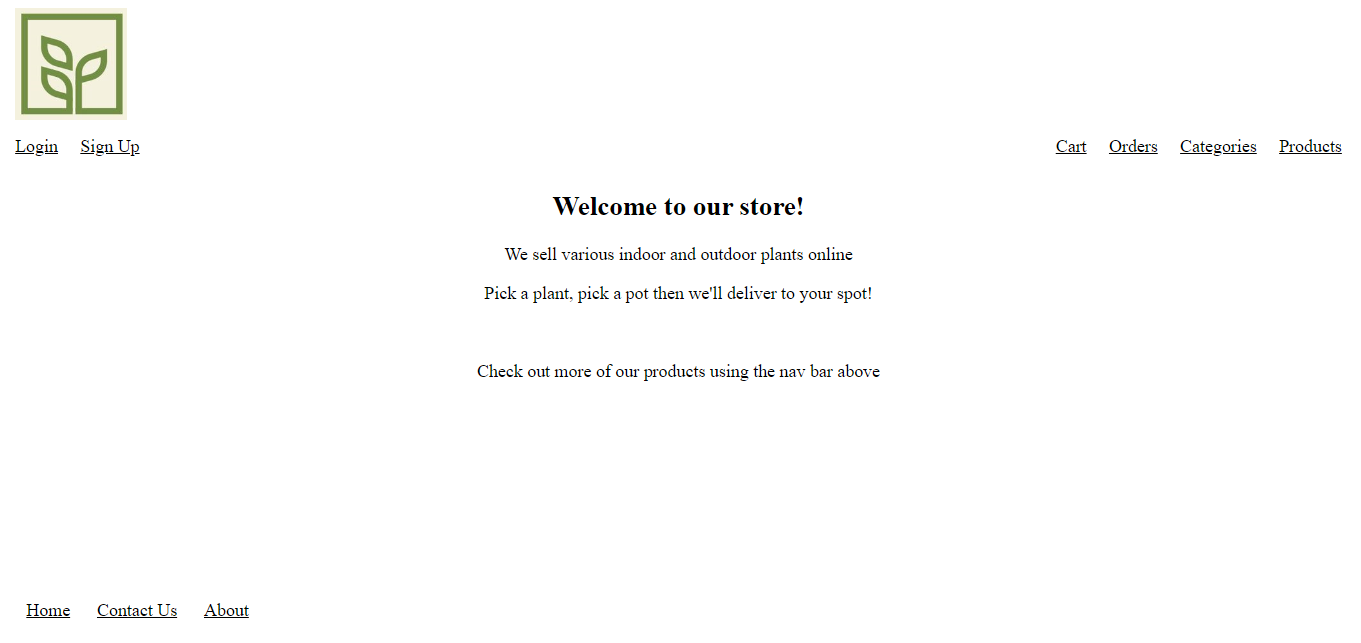 Login Sign Up Cart Orders Categories Products
Welcome to our store!
We sell various indoor and outdoor plants online
Pick a plant, pick a pot then we'll deliver to your spot!
Check out more of our products using the nav bar above
Home Contact Us About